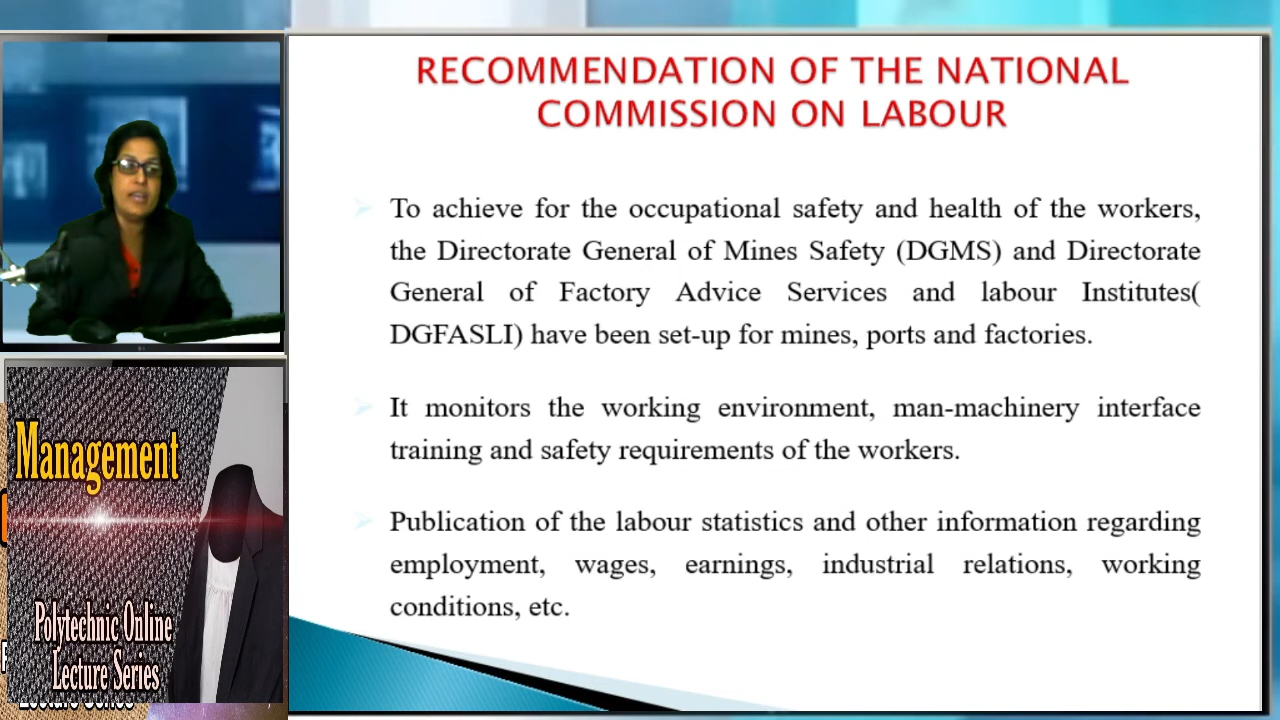 RECOMMENDATION OF THE NATIONAL
COMMISSION ON LABOUR
To achieve for the occupational safety and health of the workers,
the Directorate General of Mines Safety (DGMS) and Directorate
General of Factory Advice Services and labour Institutes(
DGFASLI) have been set-up for mines, ports and factories.
It monitors the working environment, man-machinery interface
training and safety requirements of the workers.
Publication of the labour statistics and other information regarding
employment, wages, earnings, industrial relations, working
conditions, etc.
Management
Polytechnic Online
Lecture Series